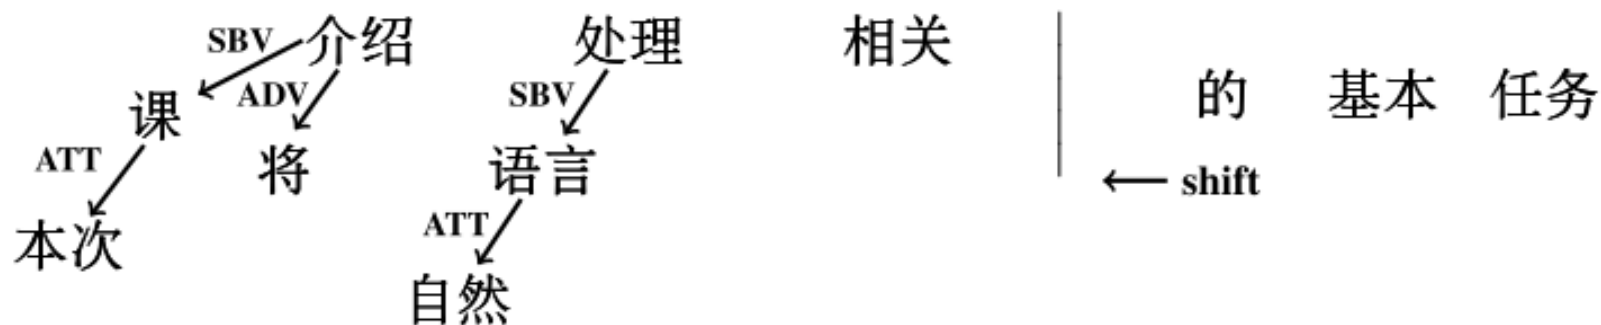 SBV 介绍 处理 相关
ADV SBV 的 基本 任务
课
ATT 将 语言 shift
ATT
本次
自然